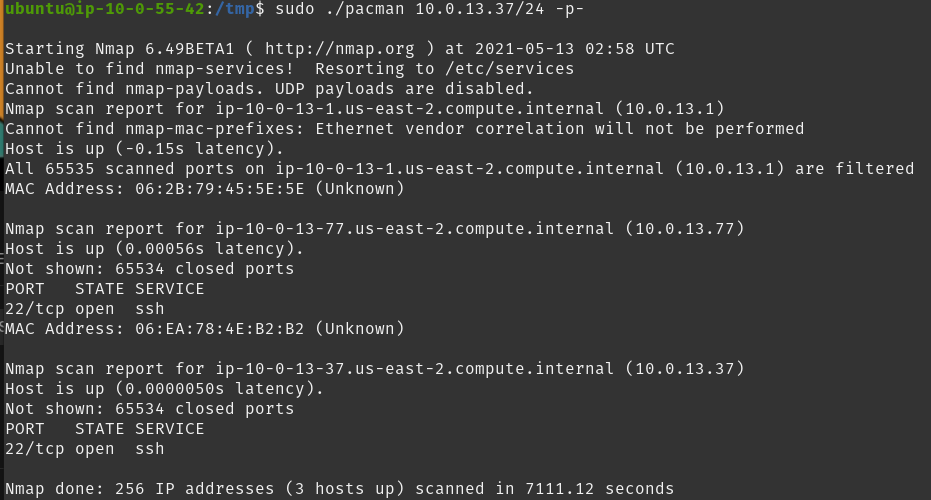 ubuntu@ip-10-0-55-42:/tmp$ sudo ./pacman 10.0.13.37/24 -p-
Starting Nmap 6.49BETA1 ( http://nmap.org ) at 2021-05-13 02:58 UTC
Unable to find nmap-services!  Resorting to /etc/services
Cannot find nmap-payloads. UDP payloads are disabled.
Nmap scan report for ip-10-0-13-1.us-east-2.compute.internal (10.0.13.1)
Cannot find nmap-mac-prefixes: Ethernet vendor correlation will not be performed
Host is up (-0.15s latency).
All 65535 scanned ports on ip-10-0-13-1.us-east-2.compute.internal (10.0.13.1) are filtered
MAC Address: 06:2B:79:45:5E:5E (Unknown)
Nmap scan report for ip-10-0-13-77.us-east-2.compute.internal (10.0.13.77)
Host is up (0.00056s latency).
Not shown: 65534 closed ports
PORT   STATE SERVICE
22/tcp open  ssh
MAC Address: 06:EA:78:4E:B2:B2 (Unknown)
Nmap scan report for ip-10-0-13-37.us-east-2.compute.internal (10.0.13.37)
Host is up (0.0000050s latency).
Not shown: 65534 closed ports
PORT   STATE SERVICE
22/tcp open  ssh
Nmap done: 256 IP addresses (3 hosts up) scanned in 7111.12 seconds